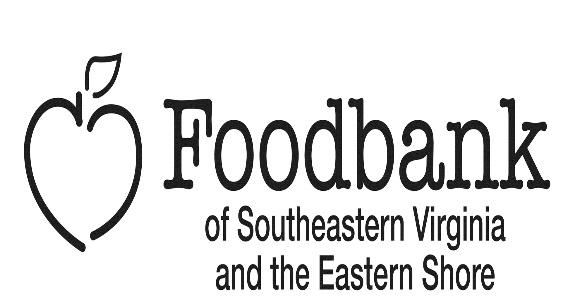 Foodbank
of Southeastern Virginia
and the Eastern Shore